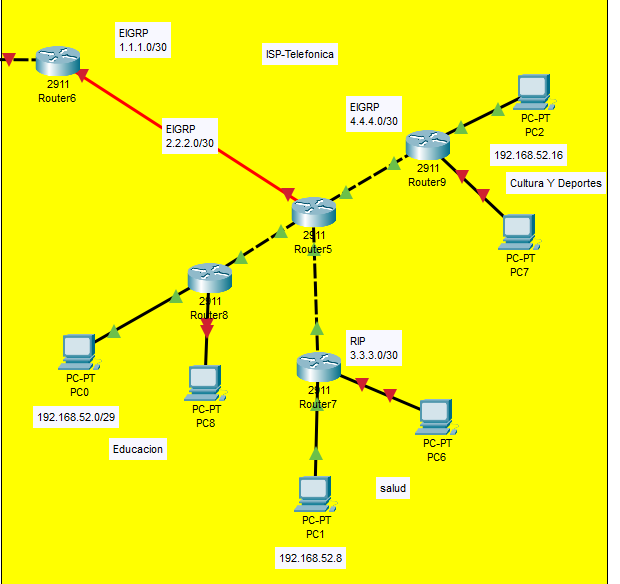 EIGRP
1.1.1.0/30
ISP-Telefonica
2911
Router6
EIGRP
2.2.2.0/30
EIGRP
4.4.4.0/30
PC-PT
PC2
2911
Router9
192.168.52.16
Cultura Y Deportes
2911
Router5
PC-PT
PC7
2911
Router8
RIP
3.3.3.0/30
PC-PT
PC0
192.168.52.0/29
PC-PT
PC8
2911
Router7
Educacion
PC-PT
PC6
salud
PC-PT
PC1
192.168.52.8